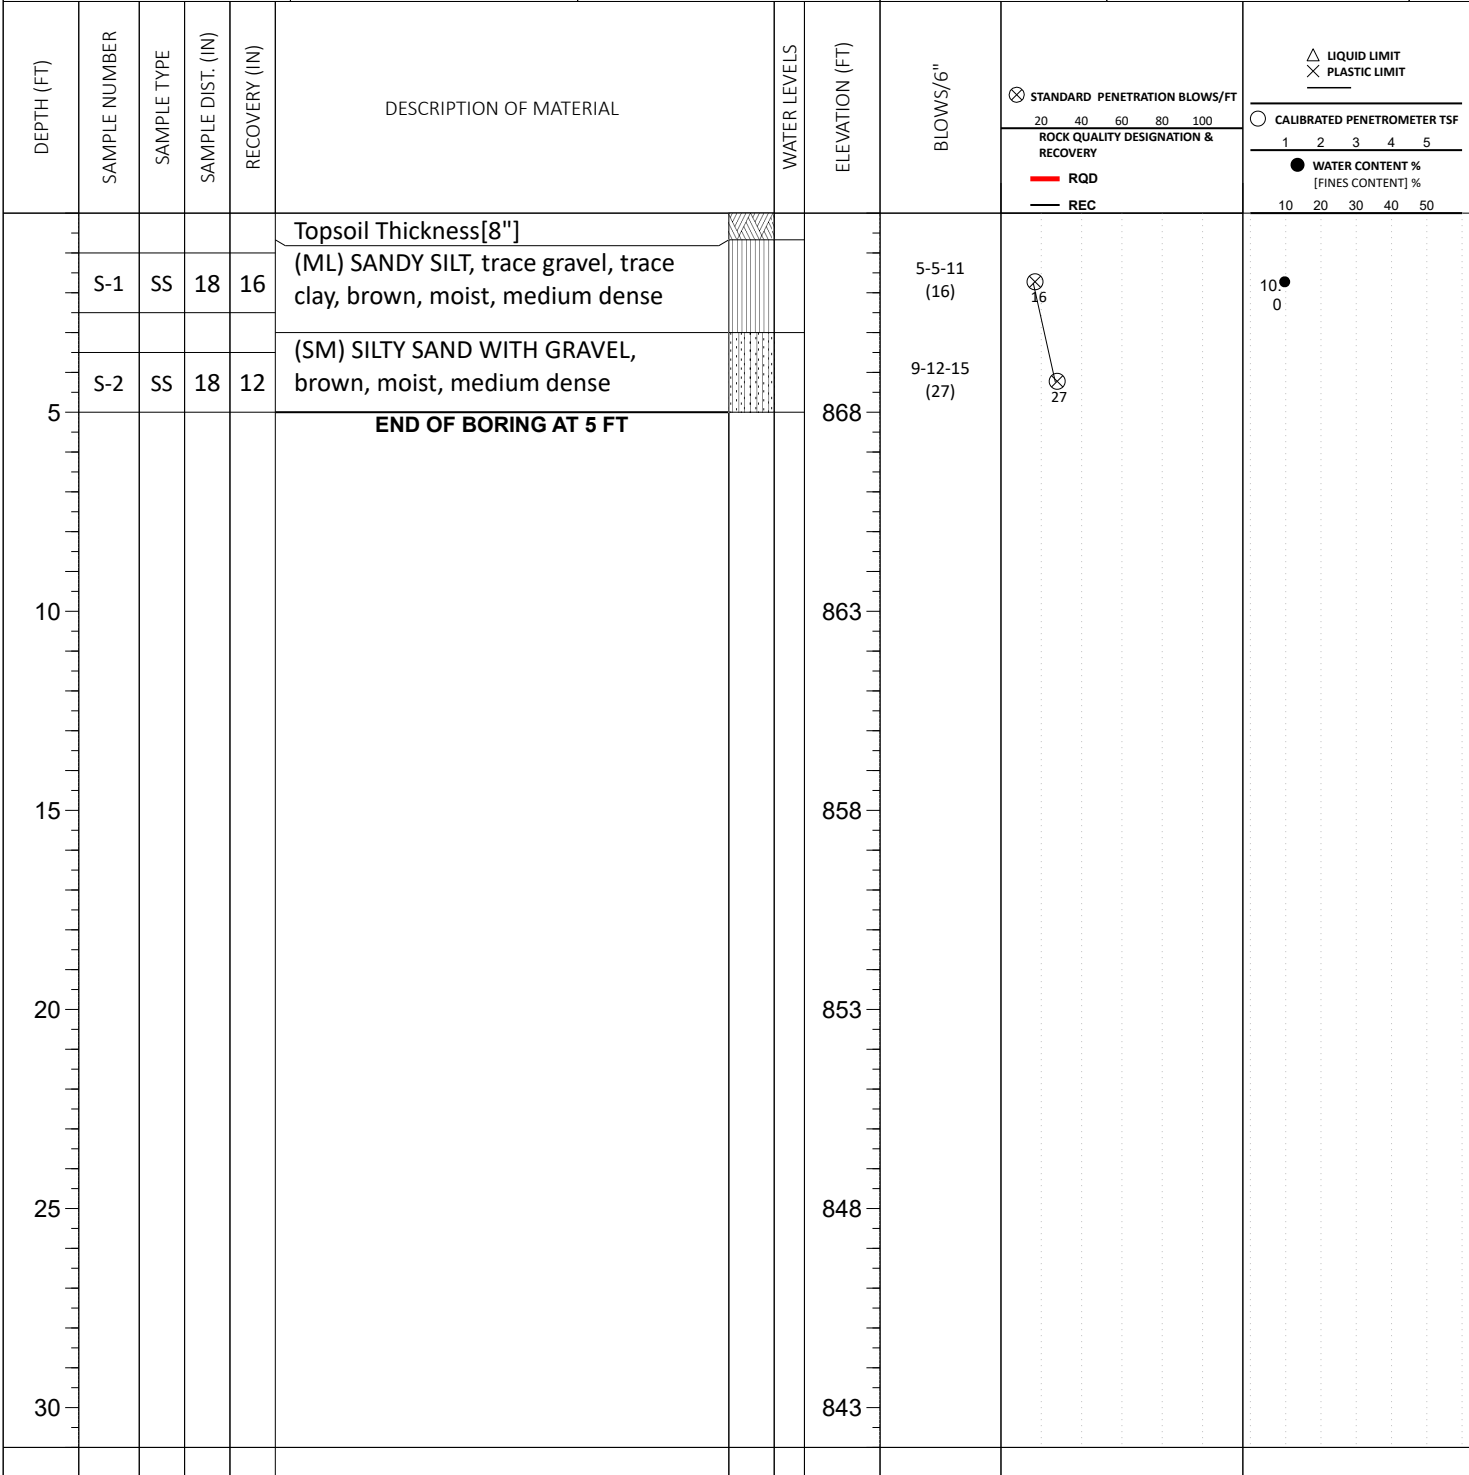 DEPTH (FT)
SAMPLE NUMBER
SAMPLE TYPE
SAMPLE DIST. (IN)
RECOVERY (IN)
DESCRIPTION OF MATERIAL
WATER LEVELS
ELEVATION (FT)
BLOWS/6"
STANDARD PENETRATION BLOWS/FT
20 40 60 80 100
ROCK QUALITY DESIGNATION &
RECOVERY
RQD
REC
LIQUID LIMIT
PLASTIC LIMIT
CALIBRATED PENETROMETER TSF
1 2 3 4 5
WATER CONTENT %
[FINES CONTENT] %
10 20 30 40 50
Topsoil Thickness[8"]
S-1 SS 18 16
(ML) SANDY SILT, trace gravel, trace
clay, brown, moist, medium dense
5-5-11
(16)
16
10.
0
S-2 SS 18 12
(SM) SILTY SAND WITH GRAVEL,
brown, moist, medium dense
9-12-15
(27)
27
5
END OF BORING AT 5 FT
868
10 863
15 858
20 853
25 848
30 843